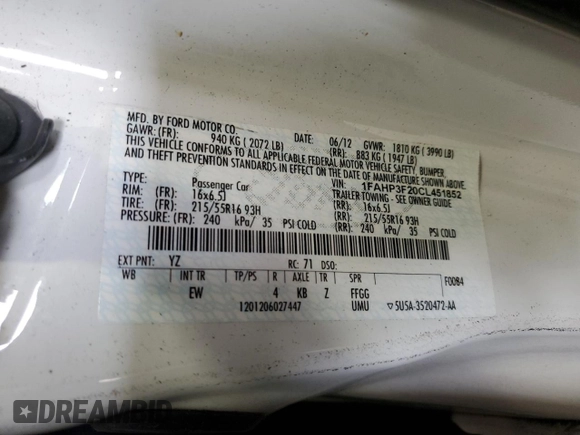 MFD. BY FORD MOTOR CO.
06/12 GVWR: 1810 KG ( 3990 LB)
GAWR: (FR): 940 KG ( 2072 LB) (RR): 883 KG ( 1947 LB)
THIS VEHICLE CONFORMS TO ALL APPLICABLE FEDERAL MOTOR VEHICLE SAFETY, BUMPER,
AND THEFT PREVENTION STANDARDS IN EFFECT ON THE DATE OF MANUFACTURE SHOWN ABOVE.
VIN: 1FAHP3F20CL451852
TYPE: Passenger Car TRAILER TOWING - SEE OWNER GUIDE
RIM: (FR) 16x6.5J (RR): 16x6.5J
TIRE: (FR) 215/55R16 93H (RR): 215/55R16 93H
PRESSURE: (FR) 240 kPa/ 35 PSI COLD (RR) 240 kPa/ 35 PSI COLD
EXT PNT: YZ RC: 71 DSO: F0084
WB INT TR TP/PS R AXLE TR SPR
EW 4 KB Z FFGG
1201206027447 UMU ▽5U5A-3520472-AA
DREAMBID